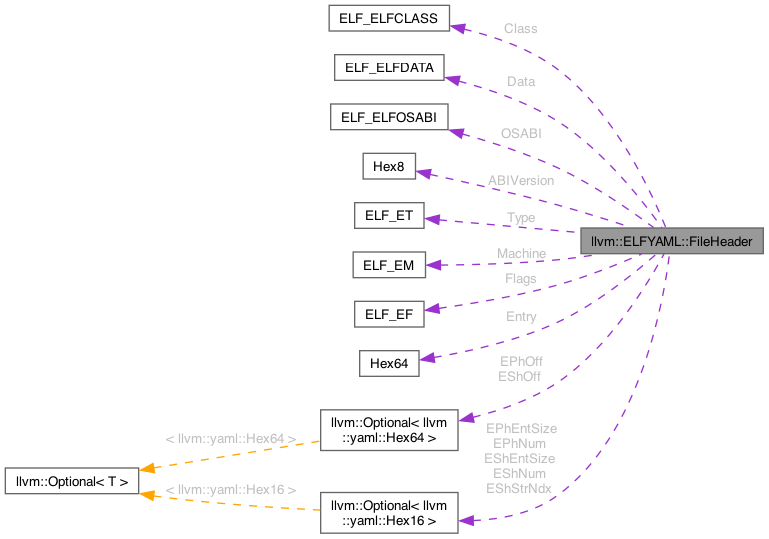 ELF_ELFCLASS
Class
ELF_ELFDATA
Data
ELF_ELFOSABI
OSABI
Hex8
ABIVersion
ELF_ET
Type
llvm::ELFYAML::FileHeader
ELF_EM
Machine
ELF_EF
Flags
Hex64
Entry
EPhOff
EShOff
llvm::Optional< llvm
::yaml::Hex64 >
< llvm::yaml::Hex64 >
EPhEntSize
EPhNum
EShEntSize
EShNum
EShStrNdx
llvm::Optional< T >
< llvm::yaml::Hex16 >
llvm::Optional< llvm
::yaml::Hex16 >